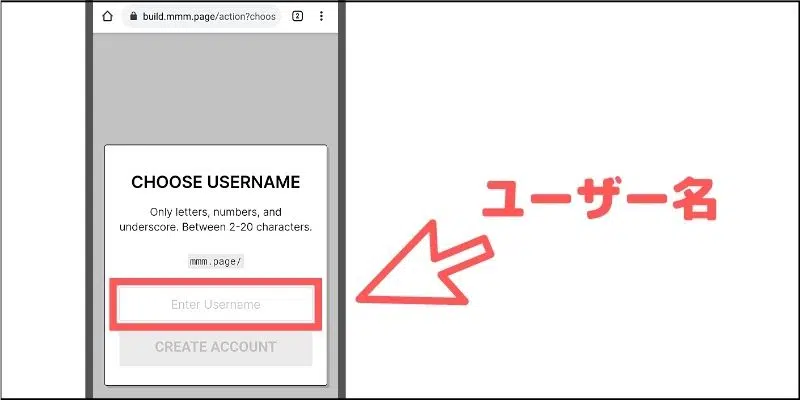 build.mmm.page/action?choos
2
CHOOSE USERNAME
Only letters, numbers, and
underscore. Between 2-20 characters.
mmm.page/
Enter Username
CREATE ACCOUNT
ユーザー名